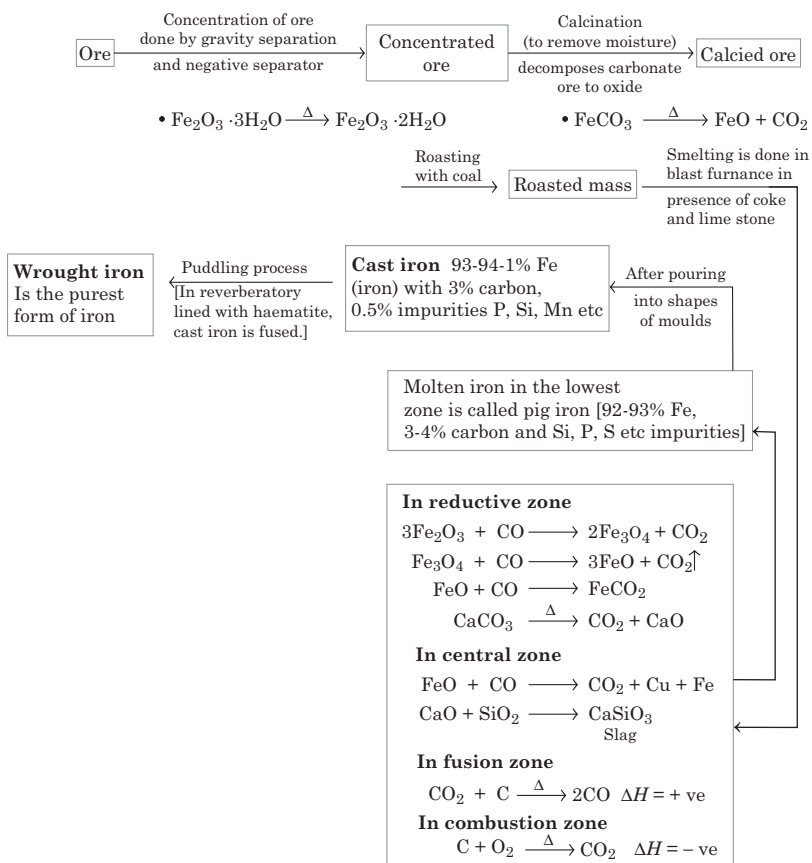 Ore
Concentration of ore
done by gravity separation
and negative separator
Concentrated
ore
Calcination
(to remove moisture)
decomposes carbonate
ore to oxide
Calcied ore
• Fe₂O₃ ·3H₂O —Δ→ Fe₂O₃ ·2H₂O
• FeCO₃ —Δ→ FeO + CO₂
Roasting
with coal
Roasted mass
Smelting is done in
blast furnance in
presence of coke
and lime stone
Wrought iron
Is the purest
form of iron
Puddling process
[In reverberatory
lined with haematite,
cast iron is fused.]
Cast iron 93-94-1% Fe
(iron) with 3% carbon,
0.5% impurities P, Si, Mn etc
After pouring
into shapes
of moulds
Molten iron in the lowest
zone is called pig iron [92-93% Fe,
3-4% carbon and Si, P, S etc impurities]
In reductive zone
3Fe₂O₃ + CO ⟶ 2Fe₃O₄ + CO₂
Fe₃O₄ + CO ⟶ 3FeO + CO₂↑
FeO + CO ⟶ FeCO₂
CaCO₃ —Δ→ CO₂ + CaO
In central zone
FeO + CO ⟶ CO₂ + Cu + Fe
CaO + SiO₂ ⟶ CaSiO₃
Slag
In fusion zone
CO₂ + C —Δ→ 2CO ΔH = + ve
In combustion zone
C + O₂ —Δ→ CO₂ ΔH = – ve